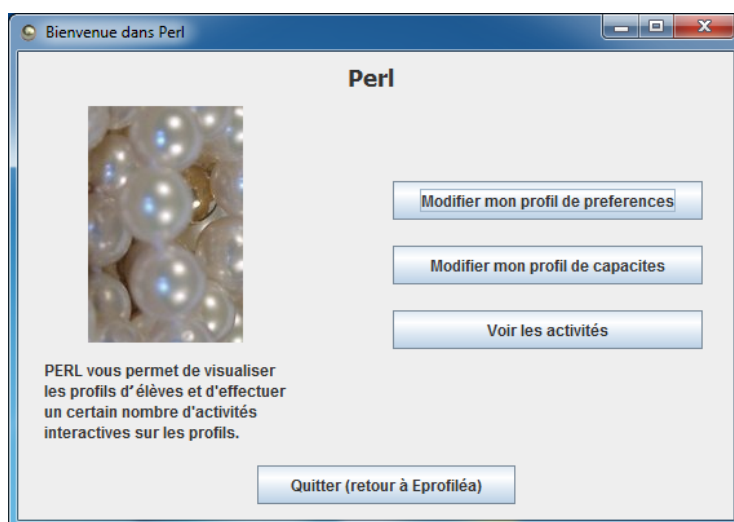 Bienvenue dans Perl
Perl
Modifier mon profil de preferences
Modifier mon profil de capacites
Voir les activités
PERL vous permet de visualiser
les profils d'élèves et d'effectuer
un certain nombre d'activités
interactives sur les profils.
Quitter (retour à Eprofiléa)